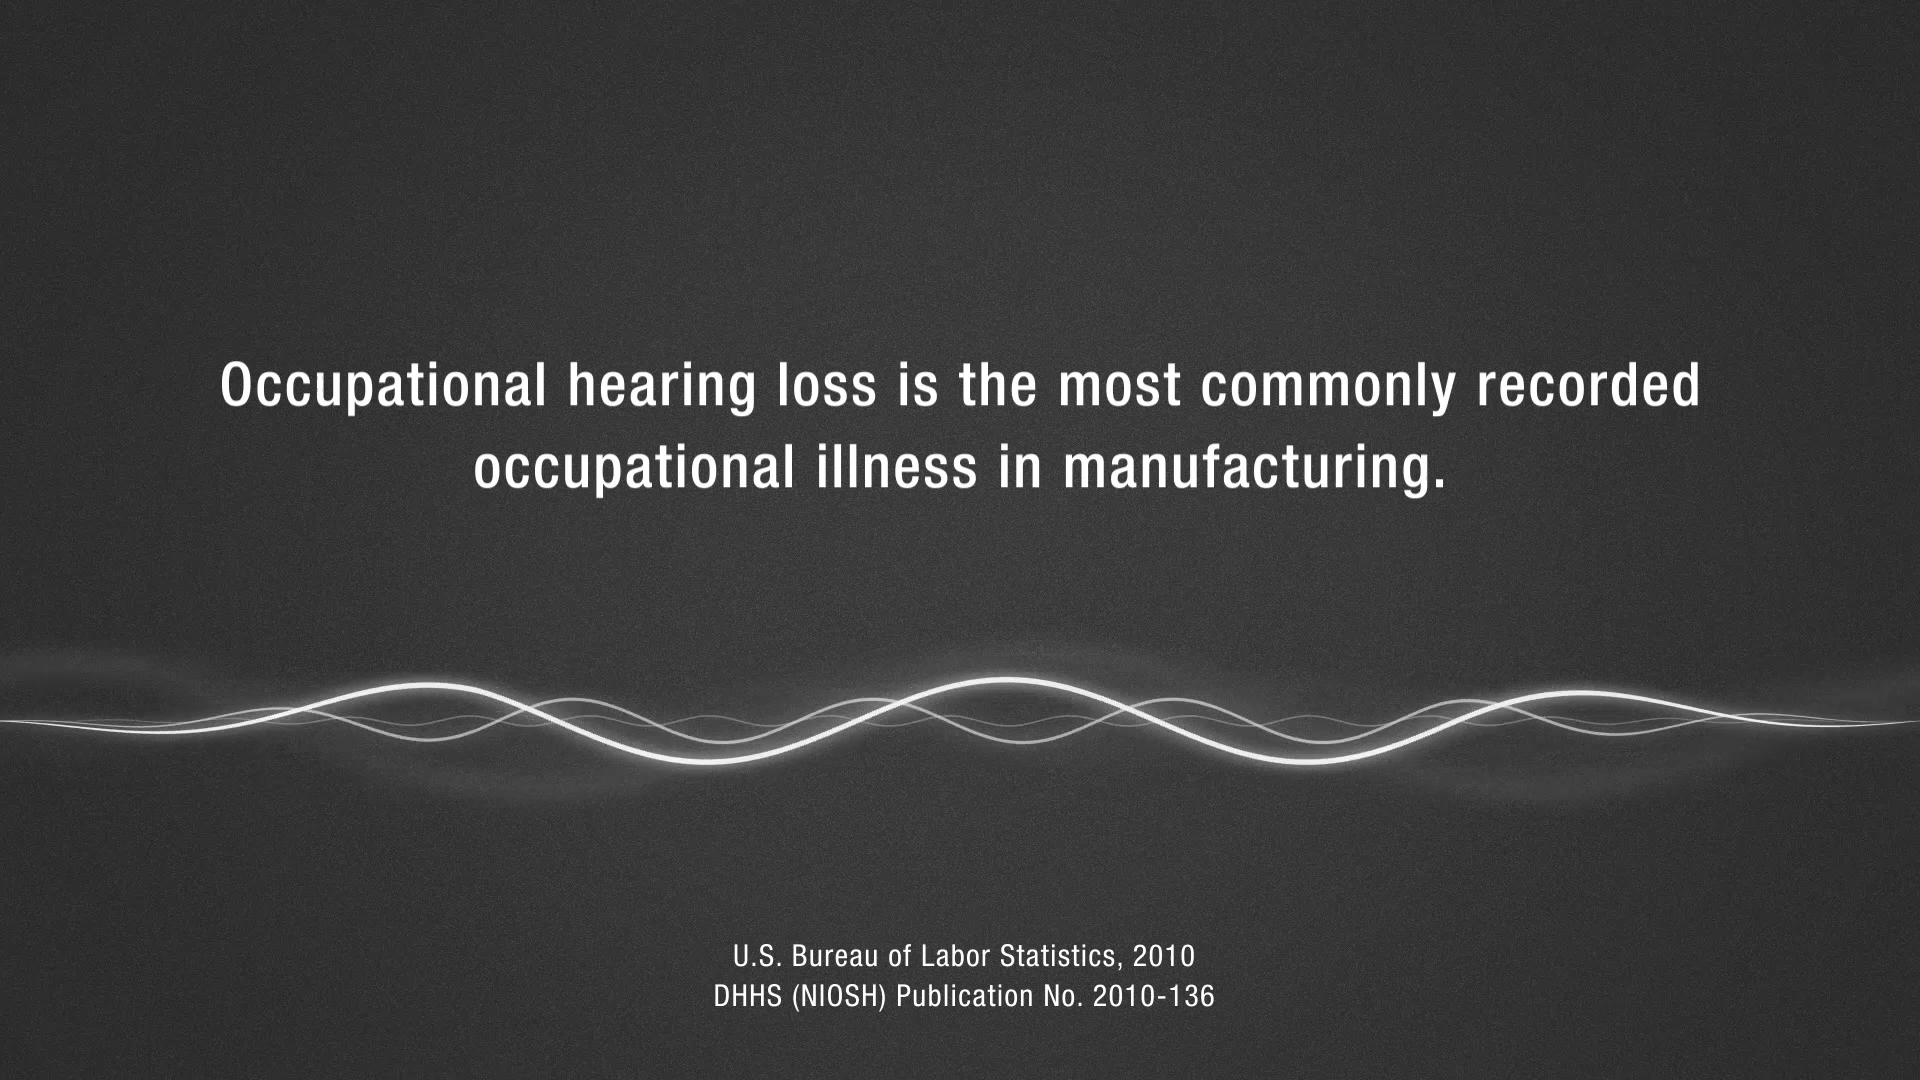 Occupational hearing loss is the most commonly recorded
occupational illness in manufacturing.
U.S. Bureau of Labor Statistics, 2010
DHHS (NIOSH) Publication No. 2010-136